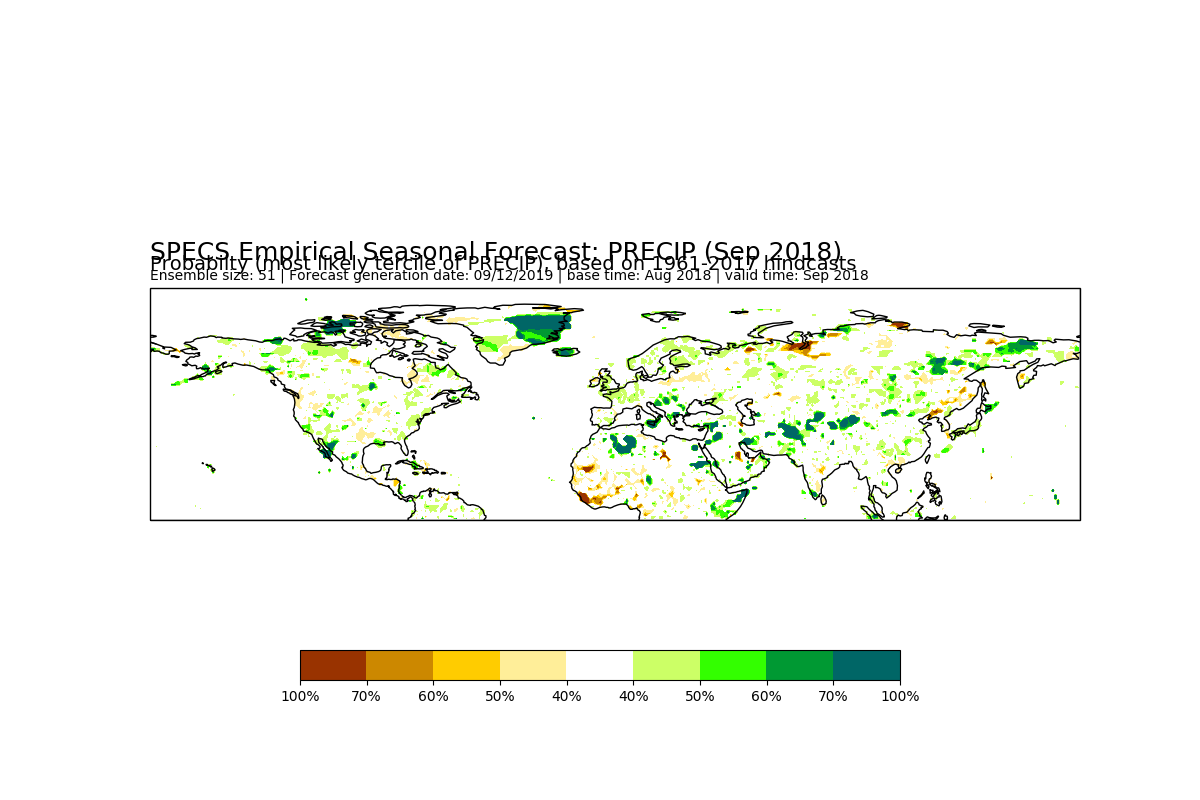 SPECS Empirical Seasonal Forecast: PRECIP (Sep 2018)
Probabilty (most likely tercile of PRECIP), based on 1961-2017 hindcasts
Ensemble size: 51 | Forecast generation date: 09/12/2019 | base time: Aug 2018 | valid time: Sep 2018
100% 70% 60% 50% 40% 40% 50% 60% 70% 100%